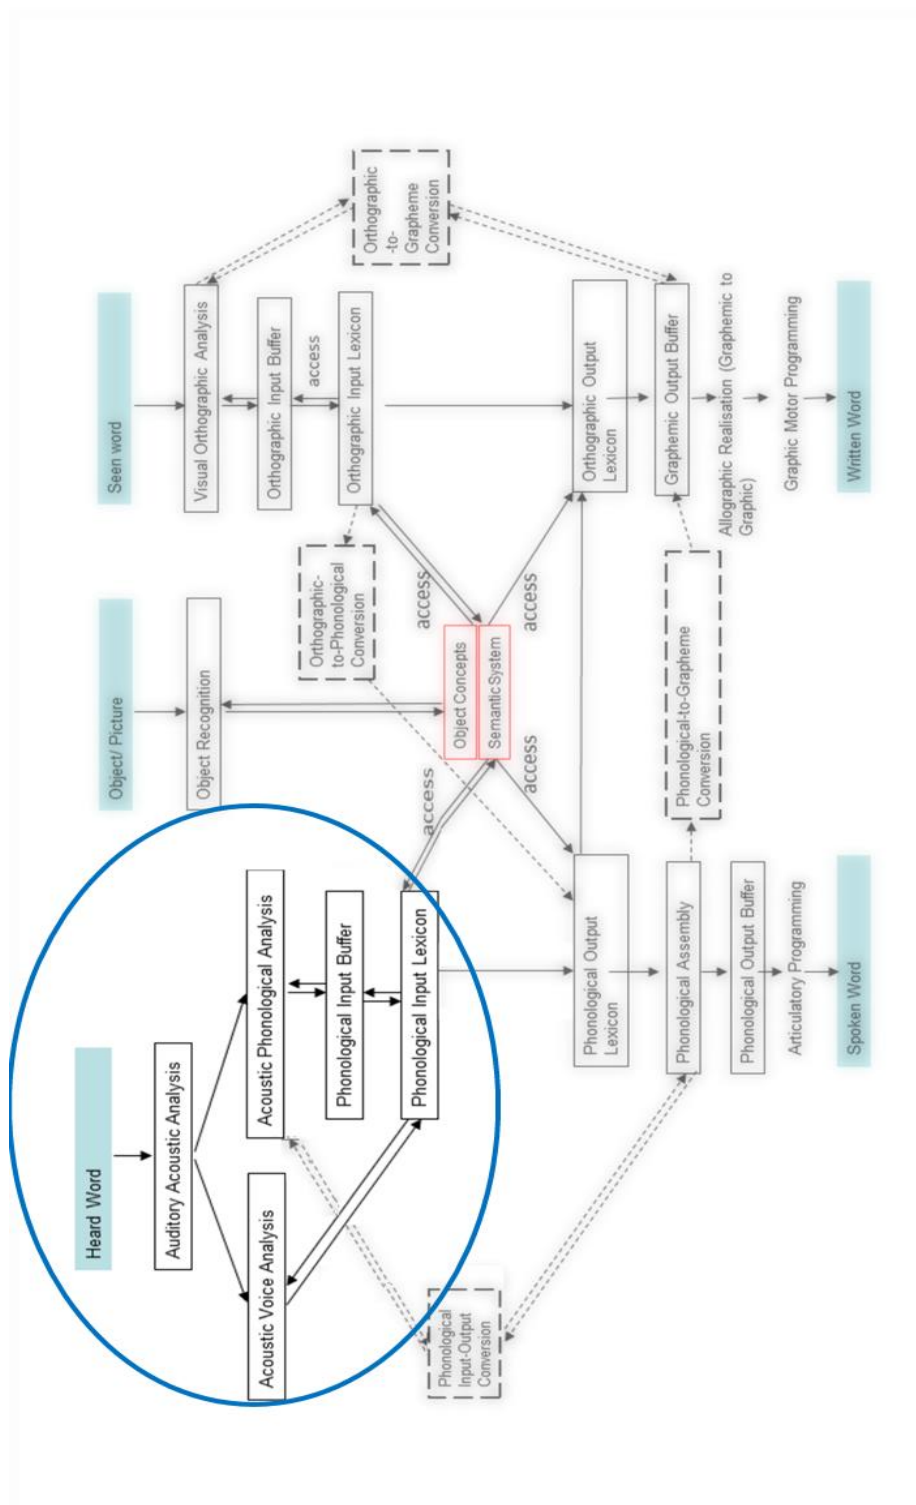 Heard Word
Object/ Picture
Seen word
Auditory Acoustic Analysis
Object Recognition
Visual Orthographic Analysis
Acoustic Voice Analysis
Acoustic Phonological Analysis
Orthographic Input Buffer
access
Phonological Input Buffer
Orthographic-
to-Phonological
Conversion
Orthographic Input Lexicon
Orthographic
-to-
Grapheme
Conversion
Phonological Input Lexicon
access
access
Object Concepts
Semantic System
Phonological
Input-Output
Conversion
access
access
Phonological Output
Lexicon
Orthographic Output
Lexicon
Phonological Assembly
Phonological-to-Grapheme
Conversion
Graphemic Output Buffer
Phonological Output Buffer
Allographic Realisation (Graphemic to
Graphic)
Articulatory Programming
Graphic Motor Programming
Spoken Word
Written Word